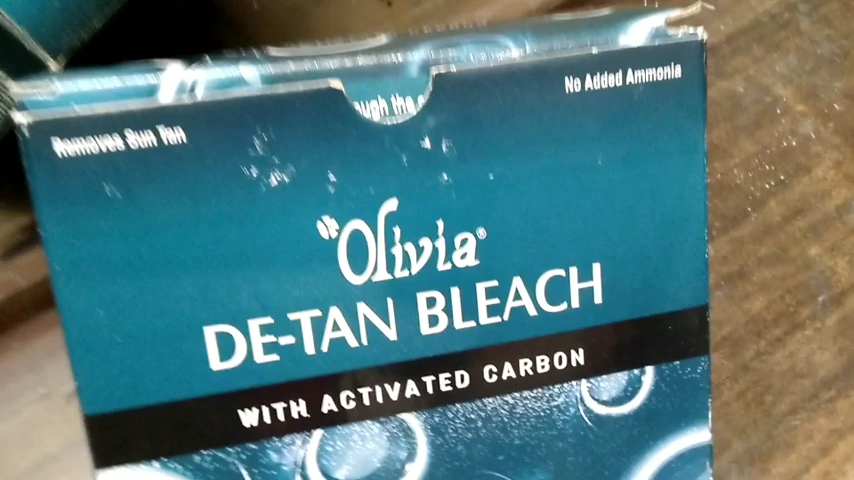 No Added Ammonia
Removes Sun Tan
Olivia®
DE-TAN BLEACH
WITH ACTIVATED CARBON